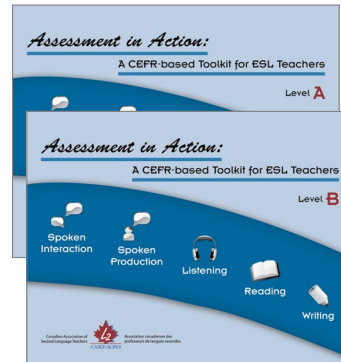 Assessment in Action:
A CEFR-based Toolkit for ESL Teachers
Level A
Assessment in Action:
A CEFR-based Toolkit for ESL Teachers
Level B
Spoken
Interaction
Spoken
Production
Listening
Reading
Writing
Canadian Association of
Second Language Teachers
L2
CASLT/ACPLS
Association canadienne des
professeurs de langues secondes